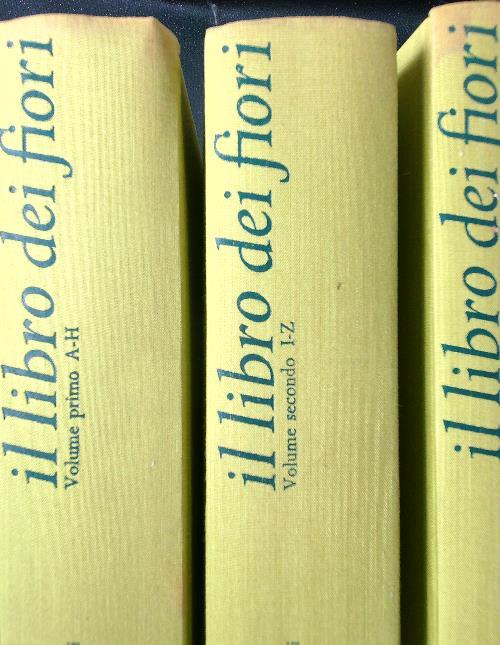 il libro dei fiori
Volume primo A-H
il libro dei fiori
Volume secondo I-Z
il libro dei fiori